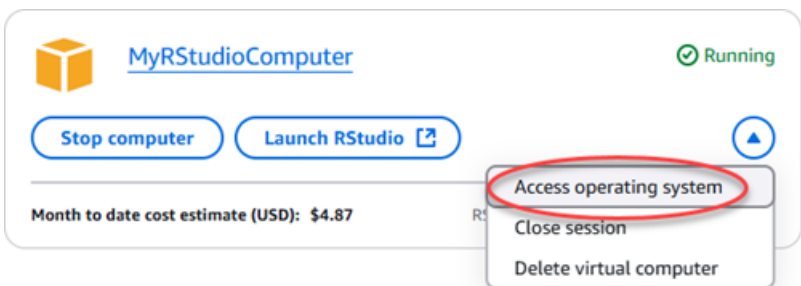 MyRStudioComputer
Running
Stop computer
Launch RStudio
Access operating system
Month to date cost estimate (USD): $4.87
Close session
Delete virtual computer